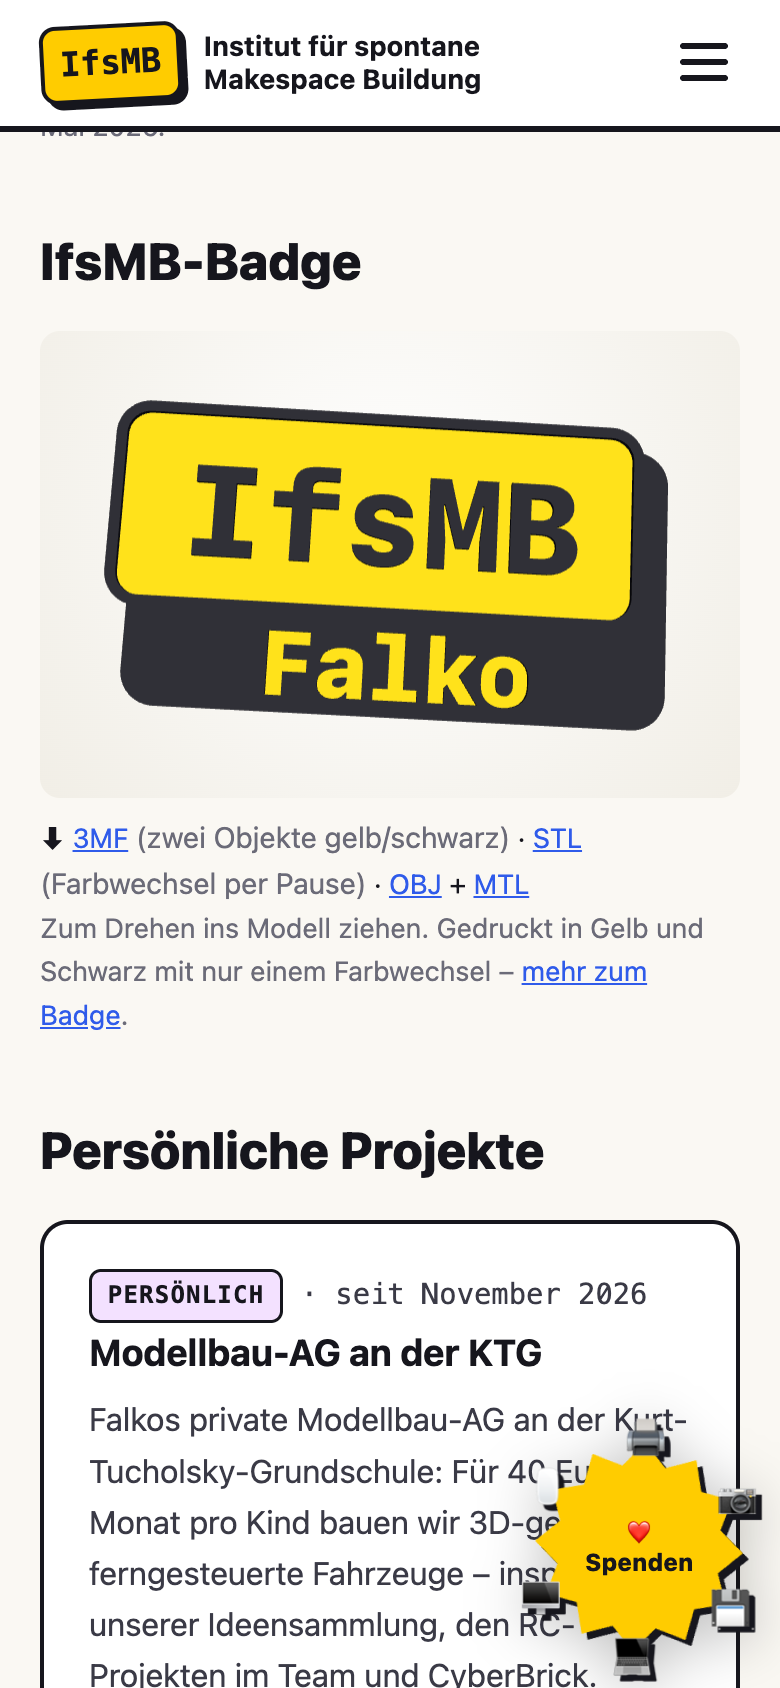 IfsMB
Institut für spontane
Makespace Buildung
IfsMB-Badge
IfsMB
Falko
⬇ 3MF (zwei Objekte gelb/schwarz) · STL
(Farbwechsel per Pause) · OBJ + MTL
Zum Drehen ins Modell ziehen. Gedruckt in Gelb und
Schwarz mit nur einem Farbwechsel – mehr zum
Badge.
Persönliche Projekte
PERSÖNLICH · seit November 2026
Modellbau-AG an der KTG
Falkos private Modellbau-AG an der Kurt-
Tucholsky-Grundschule: Für 40
Monat pro Kind bauen wir
ferngesteuerte Fahrzeuge –
unserer Ideensammlung, den RC-
Projekten im Team und CyberBrick.
❤️
Spenden